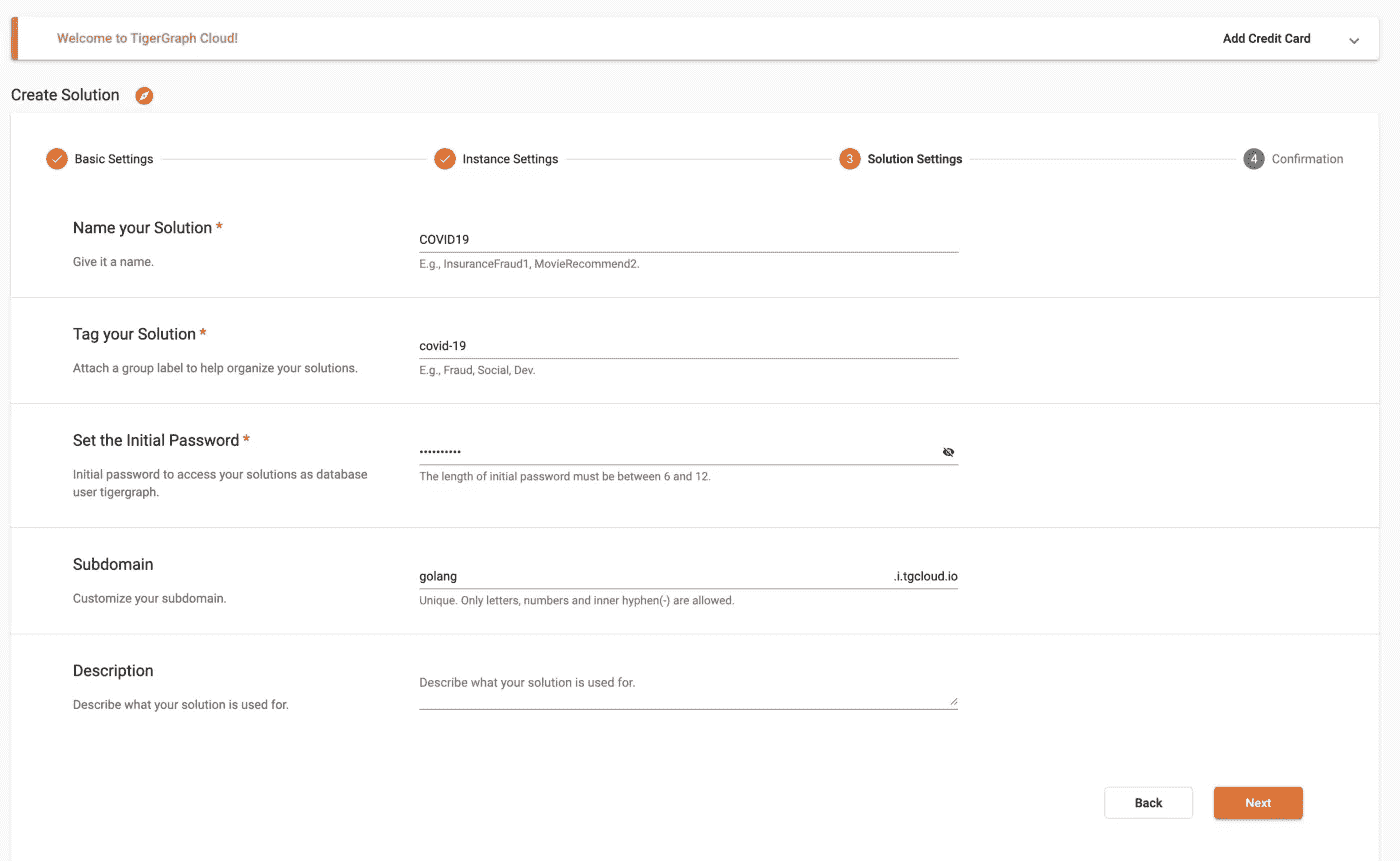 Welcome to TigerGraph Cloud!
Add Credit Card
Create Solution
Basic Settings
Instance Settings
3 Solution Settings
4 Confirmation
Name your Solution *
COVID19
Give it a name.
E.g., InsuranceFraud1, MovieRecommend2.
Tag your Solution *
covid-19
Attach a group label to help organize your solutions.
E.g., Fraud, Social, Dev.
Set the Initial Password *
••••••••••
Initial password to access your solutions as database
user tigergraph.
The length of initial password must be between 6 and 12.
Subdomain
golang .i.tgcloud.io
Customize your subdomain.
Unique. Only letters, numbers and inner hyphen(-) are allowed.
Description
Describe what your solution is used for.
Describe what your solution is used for.
Back
Next